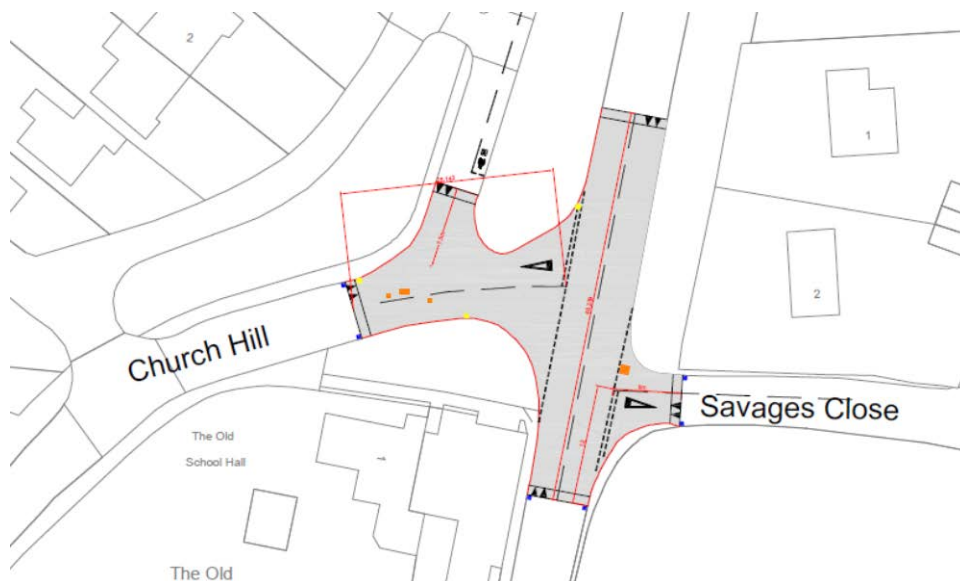 2
1
2
Church Hill
Savages Close
The Old
School Hall
The Old